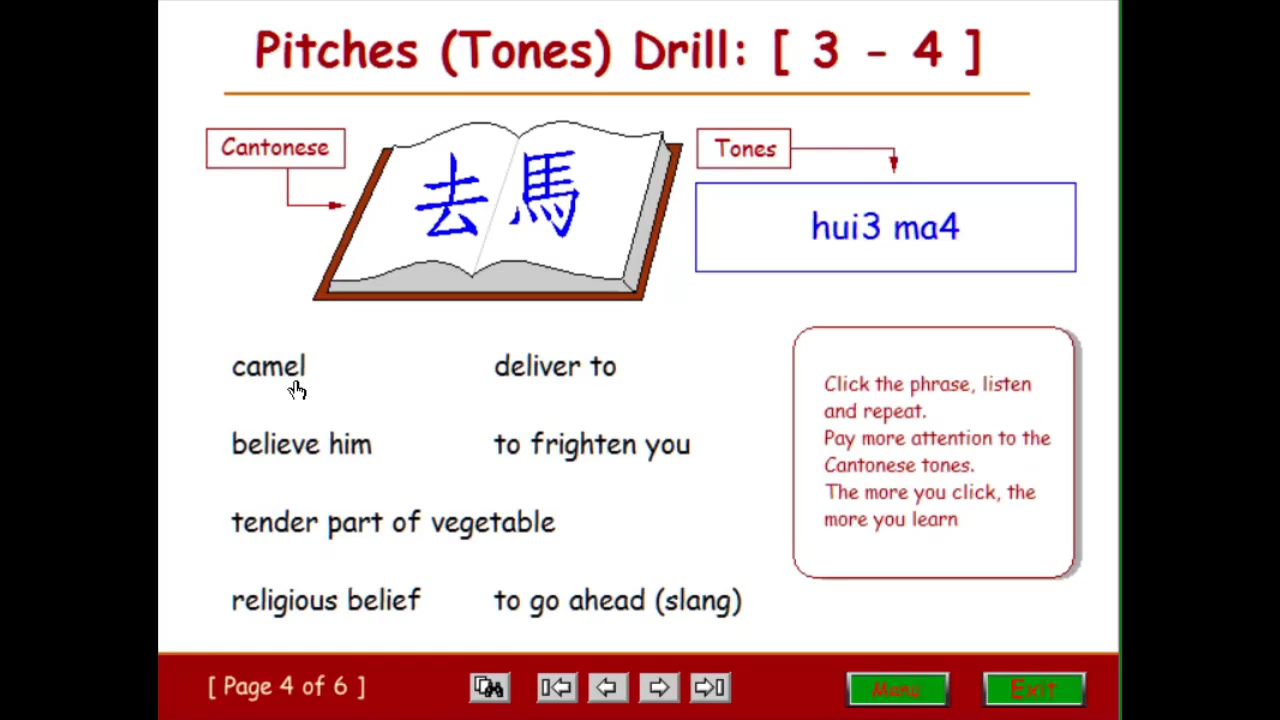 Pitches (Tones) Drill: [ 3 - 4 ]
Cantonese
去馬
Tones
hui3 ma4
camel
deliver to
believe him
to frighten you
tender part of vegetable
religious belief
to go ahead (slang)
Click the phrase, listen
and repeat.
Pay more attention to the
Cantonese tones.
The more you click, the
more you learn
[ Page 4 of 6 ]
Menu
Exit